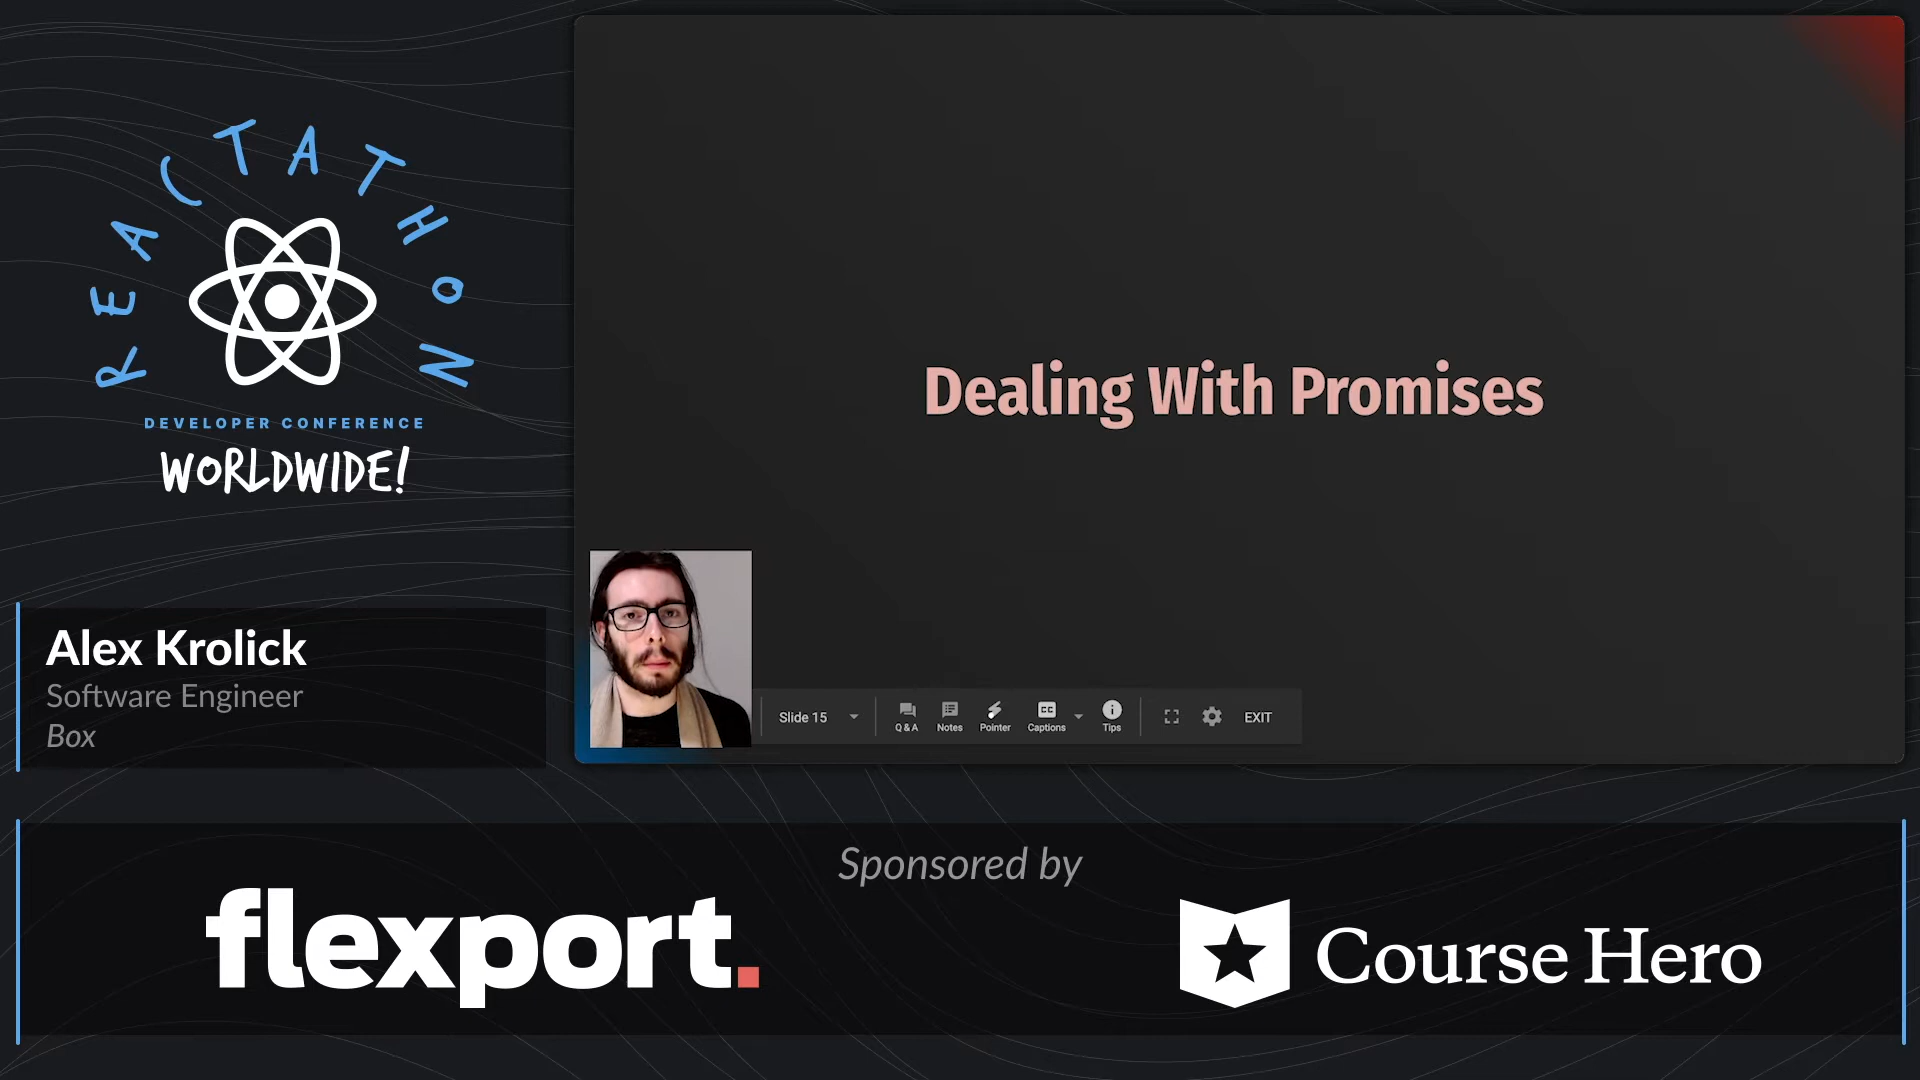 REACTATHON
DEVELOPER CONFERENCE
WORLDWIDE!
Dealing With Promises
Slide 15
Q & A
Notes
Pointer
CC
Captions
Tips
EXIT
Alex Krolick
Software Engineer
Box
Sponsored by
flexport.
Course Hero